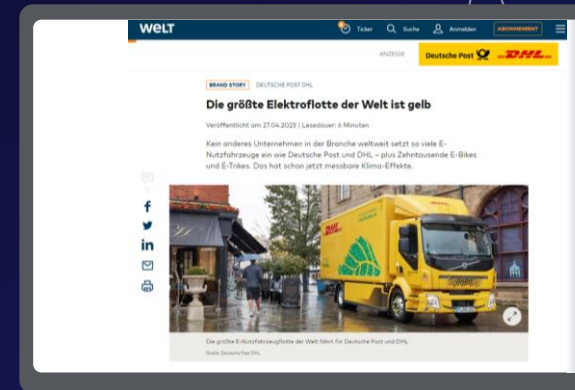 WELT
Ticker Suche Anmelden ABONNEMENT
ANZEIGE Deutsche Post DHL
BRAND STORY DEUTSCHE POST DHL
Die größte Elektroflotte der Welt ist gelb
Veröffentlicht am 27.04.2023 | Lesedauer: 6 Minuten
Kein anderes Unternehmen in der Branche weltweit setzt so viele E-
Nutzfahrzeuge ein wie Deutsche Post und DHL – plus Zehntausende E-Bikes
und E-Trikes. Das hat schon jetzt messbare Klima-Effekte.
DHL
Die größte E-Nutzfahrzeugflotte der Welt fährt für Deutsche Post und DHL
Quelle: Deutsche Post DHL